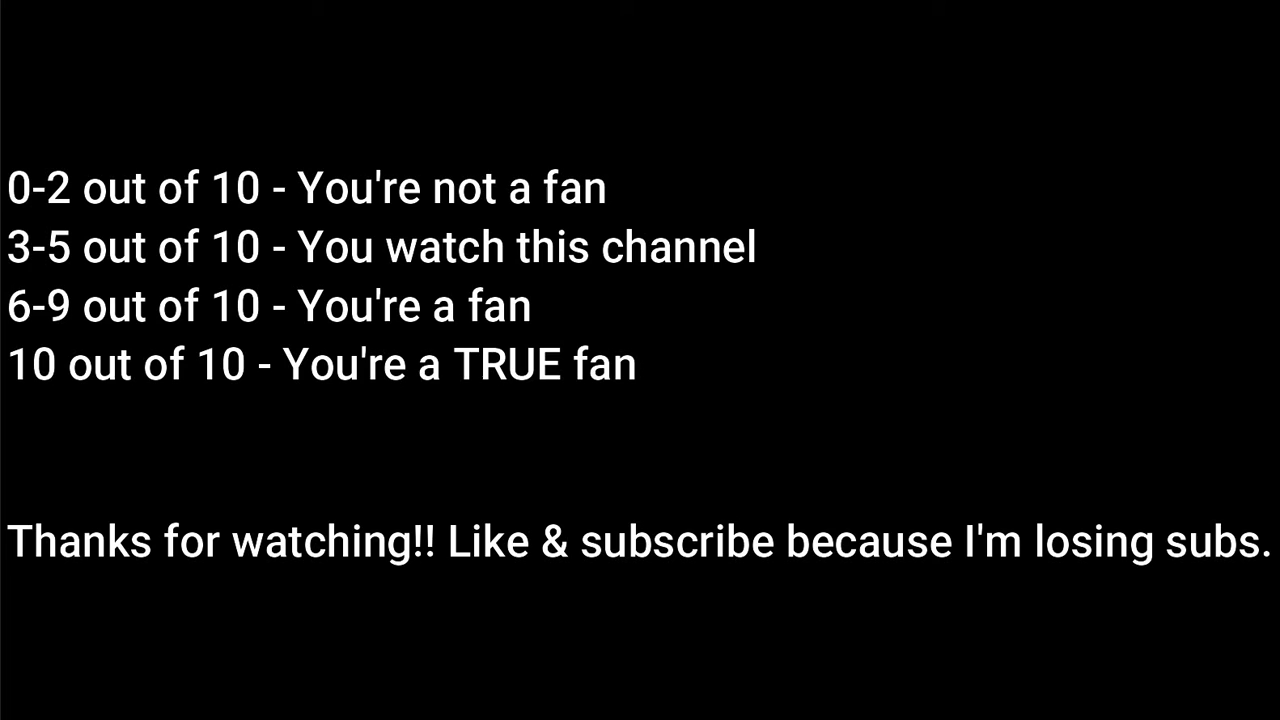 0-2 out of 10 - You're not a fan
3-5 out of 10 - You watch this channel
6-9 out of 10 - You're a fan
10 out of 10 - You're a TRUE fan
Thanks for watching!! Like & subscribe because I'm losing subs.